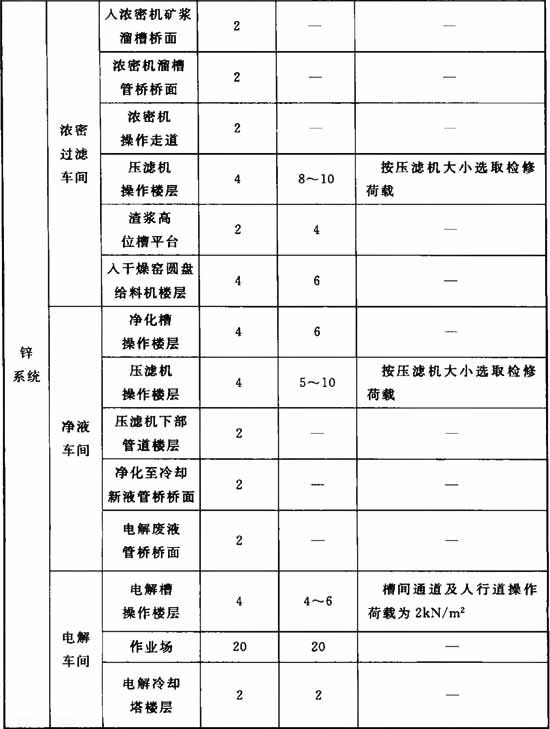 锌
系统
浓密
过滤
车间
入浓密机矿浆
溜槽桥面
2
—
—
浓密机溜槽
管桥桥面
2
—
—
浓密机
操作走道
2
—
—
压滤机
操作楼层
4
8～10
按压滤机大小选取检修
荷载
渣浆高
位槽平台
2
4
—
入干燥窑圆盘
给料机楼层
4
6
—
净液
车间
净化槽
操作楼层
4
6
—
压滤机
操作楼层
4
5～10
按压滤机大小选取检修
荷载
压滤机下部
管道楼层
2
—
—
净化至冷却
新液管桥桥面
2
—
—
电解废液
管桥桥面
2
—
—
电解
车间
电解槽
操作楼层
4
4～6
槽间通道及人行道操作
荷载为2kN/m²
作业场
20
20
—
电解冷却
塔楼层
2
2
—